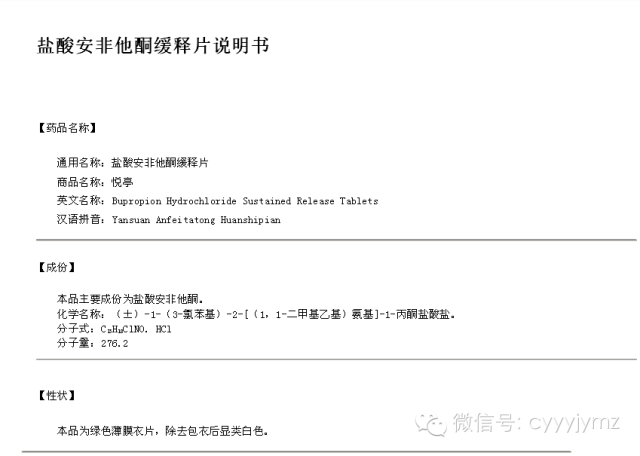 盐酸安非他酮缓释片说明书
【药品名称】
通用名称：盐酸安非他酮缓释片
商品名称：悦亭
英文名称：Bupropion Hydrochloride Sustained Release Tablets
汉语拼音：Yansuan Anfeitatong Huanshipian
【成份】
本品主要成份为盐酸安非他酮。
化学名称：（±）-1-（3-氯苯基）-2-[（1，1-二甲基乙基）氨基]-1-丙酮盐酸盐。
分子式：C₁₃H₁₈ClNO. HCl
分子量：276.2
【性状】
本品为绿色薄膜衣片，除去包衣后显类白色。
微信号: cyyyjymz